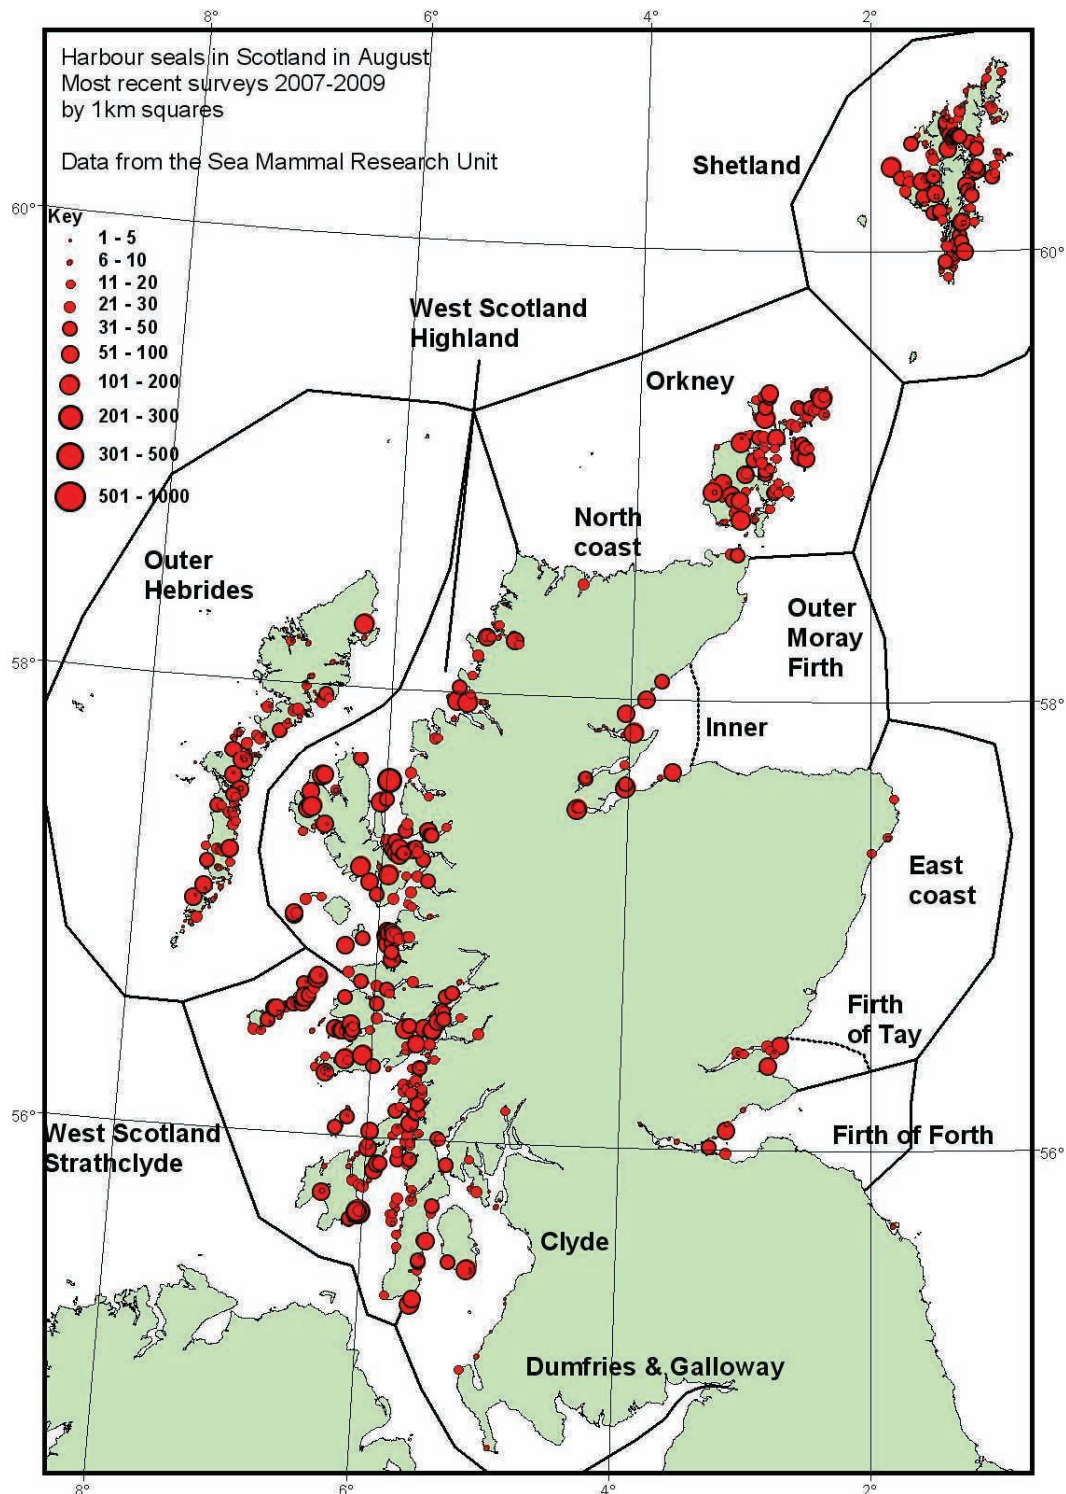 8°
6°
4°
2°
Harbour seals in Scotland in August
Most recent surveys 2007-2009
by 1km squares
Data from the Sea Mammal Research Unit
Shetland
60°
Key
1 - 5
6 - 10
11 - 20
21 - 30
31 - 50
51 - 100
101 - 200
201 - 300
301 - 500
501 - 1000
60°
West Scotland
Highland
Orkney
North
coast
Outer
Hebrides
Outer
Moray
Firth
58°
58°
Inner
East
coast
Firth
of Tay
56°
56°
West Scotland
Strathclyde
Firth of Forth
Clyde
Dumfries & Galloway
8°
6°
4°
2°